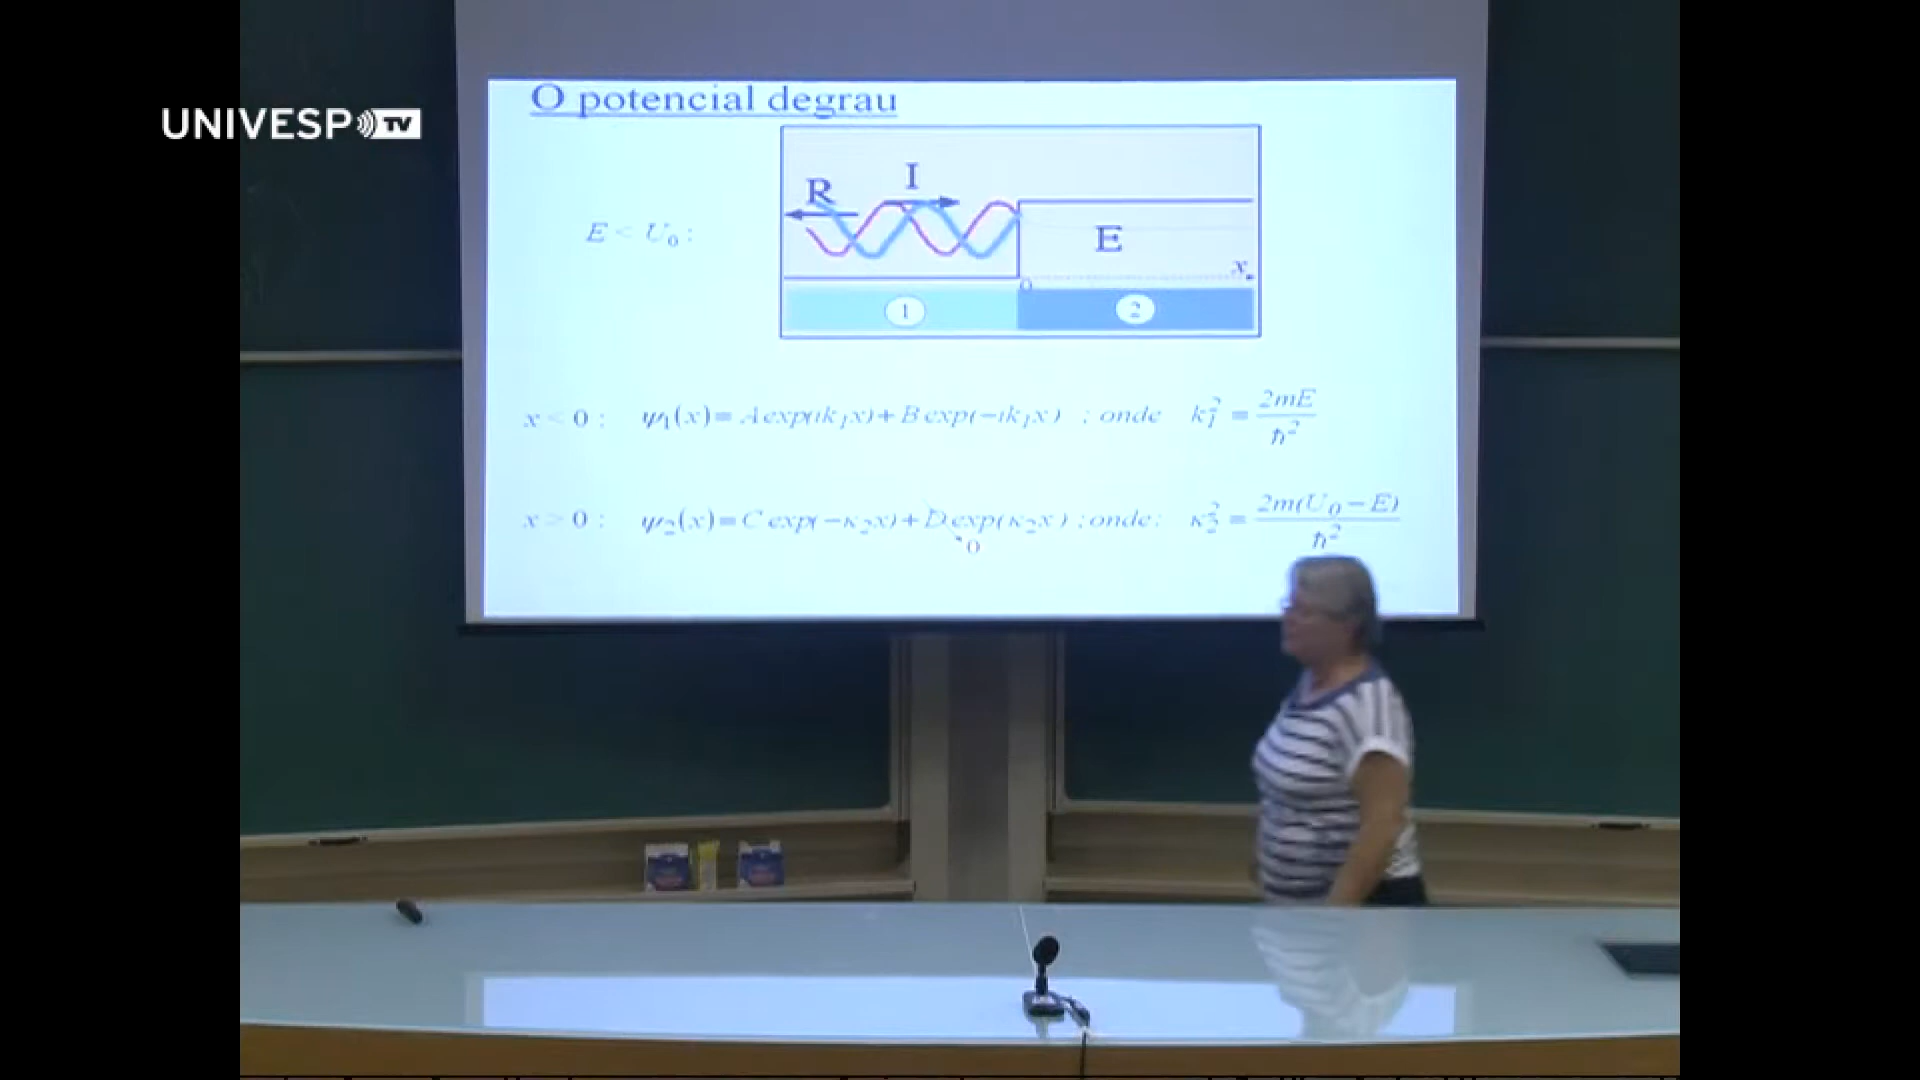 UNIVESP TV
O potencial degrau
R I
E < U₀ :
E
x
0
1 2
x < 0 : ψ₁(x) = A exp(ik₁x) + B exp(−ik₁x) ; onde k₁² = 2mE / ħ²
x > 0 : ψ₂(x) = C exp(−κ₂x) + D exp(κ₂x) ; onde: κ₂² = 2m(U₀ − E) / ħ²
0